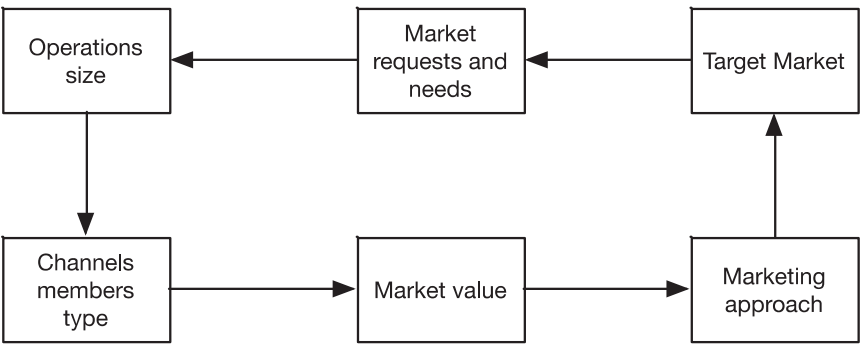 Operations
size
Market
requests and
needs
Target Market
Channels
members
type
Market value
Marketing
approach